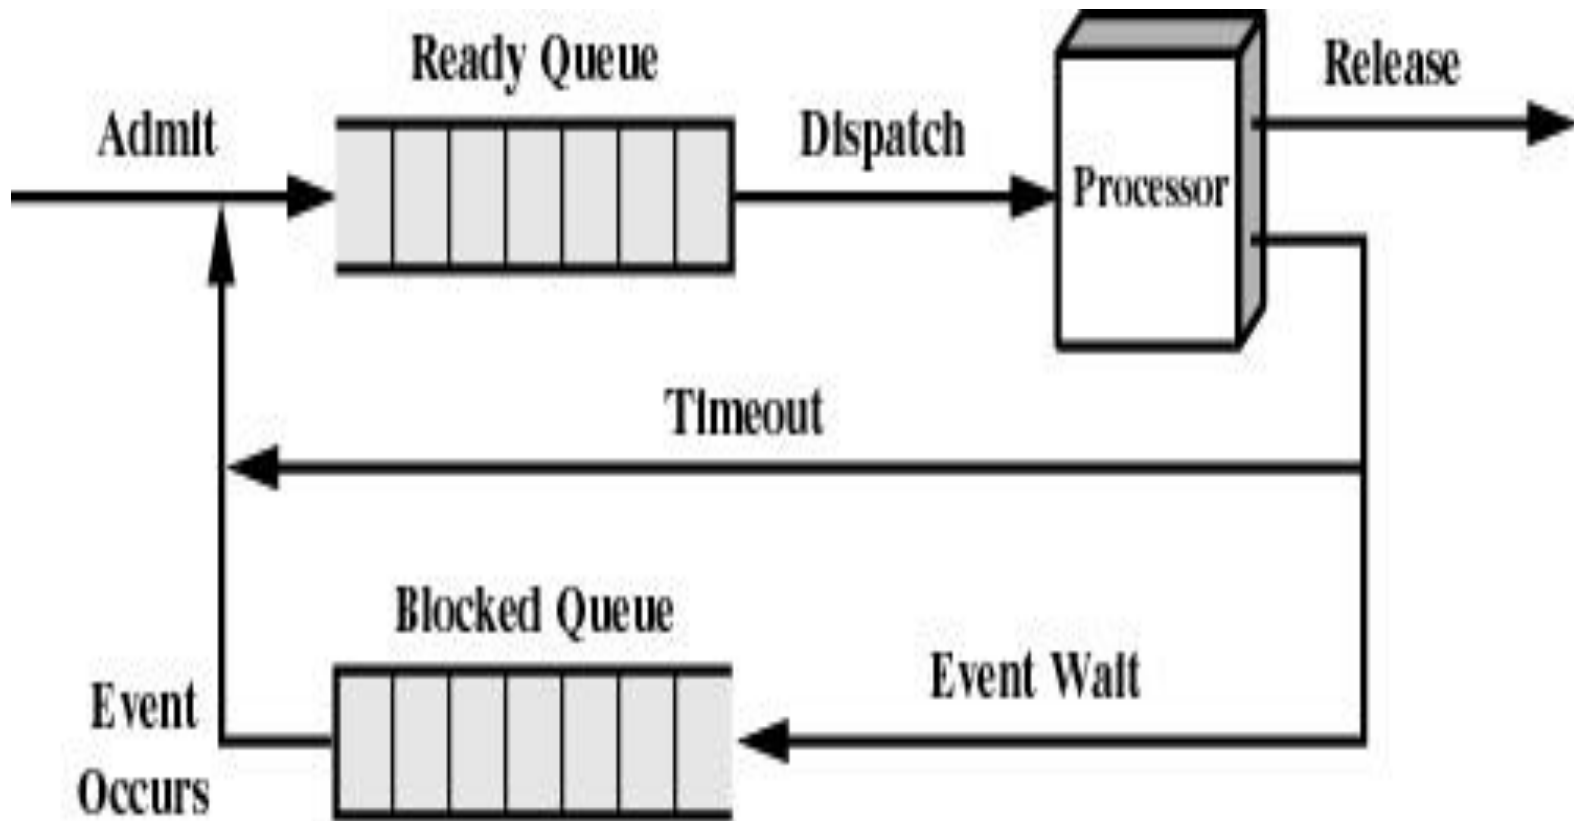 Ready Queue
Release
Admit
Dispatch
Processor
Timeout
Blocked Queue
Event Wait
Event
Occurs